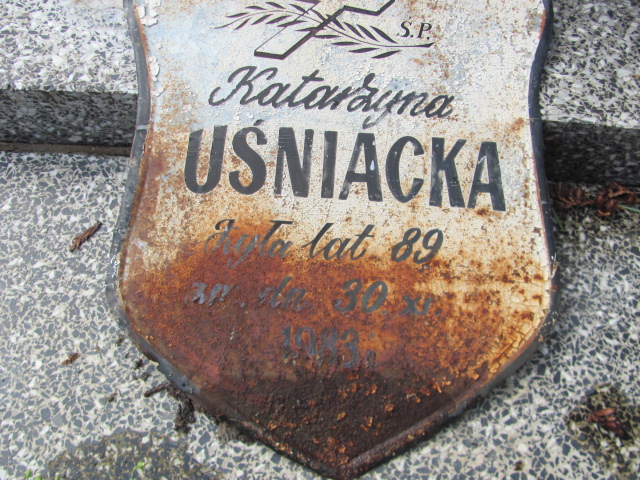 Ś.P.
Katarzyna
UŚNIACKA
Żyła lat 89
zm. dn. 30 XI.
1983 r.